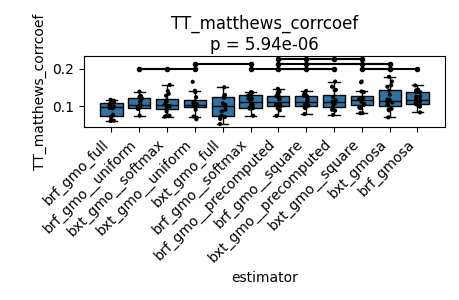 TT_matthews_corrcoef
p = 5.94e-06
TT_matthews_corrcoef
0.2
0.1
brf_gmo_full
brf_gmo__uniform
bxt_gmo__softmax
bxt_gmo__uniform
bxt_gmo_full
brf_gmo__softmax
brf_gmo__precomputed
brf_gmo__square
bxt_gmo__precomputed
bxt_gmo__square
bxt_gmosa
brf_gmosa
estimator